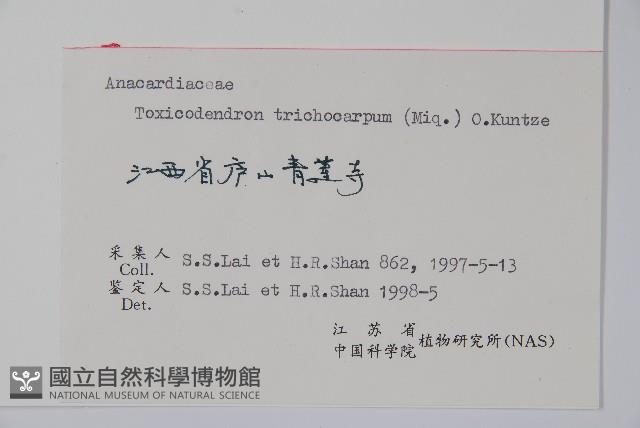 Anacardiaceae
Toxicodendron trichocarpum (Miq.) O.Kuntze
江西省庐山青莲寺
采集人 Coll. S.S.Lai et H.R.Shan 862, 1997-5-13
鉴定人 Det. S.S.Lai et H.R.Shan 1998-5
江苏省
中国科学院 植物研究所(NAS)
國立自然科學博物館
NATIONAL MUSEUM OF NATURAL SCIENCE